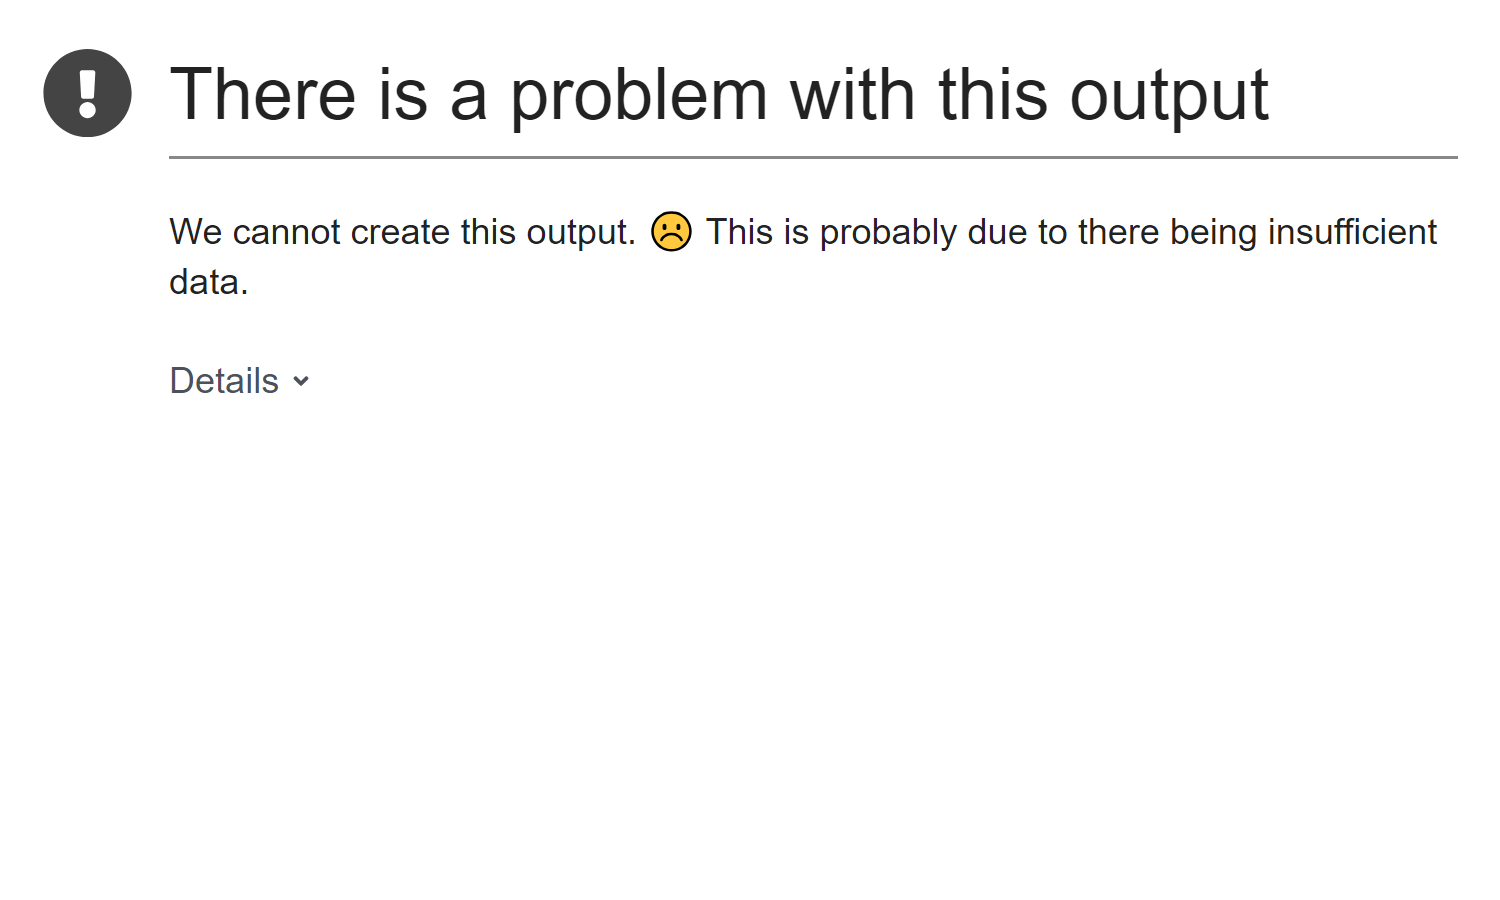 There is a problem with this output
We cannot create this output. ☹️ This is probably due to there being insufficient
data.
Details